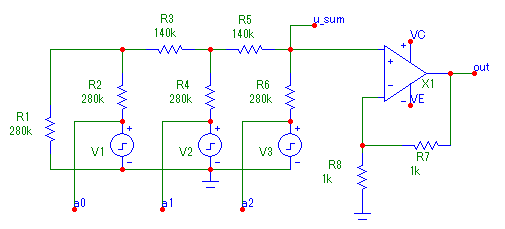 u_sum
R3
140k
R5
140k
VC
R2
280k
R4
280k
R6
280k
+
+
-
X1
out
R1
280k
VE
-
V1
+
-
V2
+
-
V3
+
-
R8
1k
R7
1k
a0
a1
a2